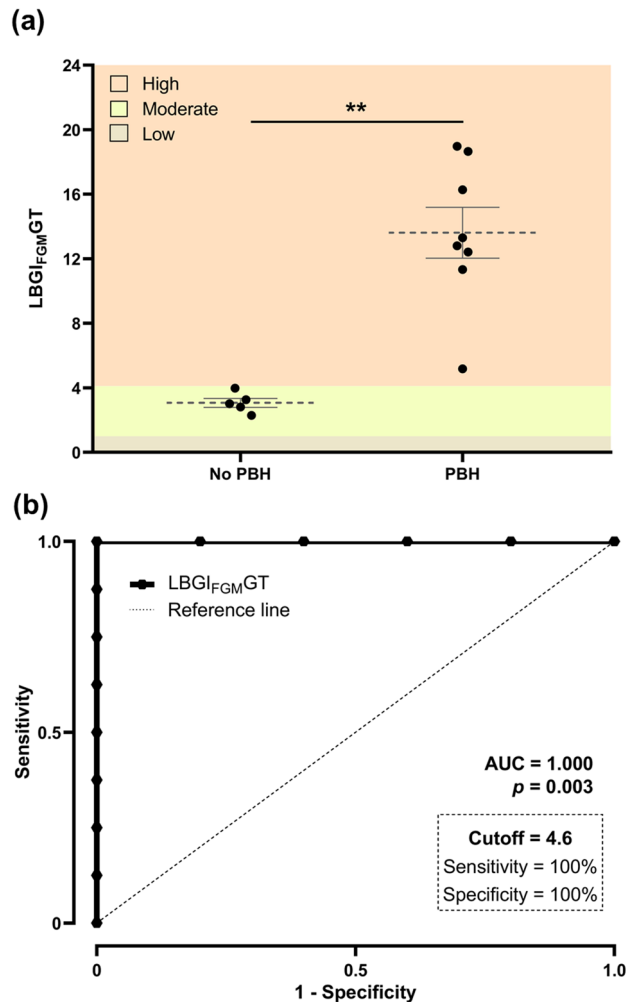 (a)
24
20
16
12
8
4
0
LBGIFGMGT
High
Moderate
Low
**
No PBH
PBH
(b)
1.0
0.5
0
Sensitivity
LBGIFGMGT
Reference line
AUC = 1.000
p = 0.003
Cutoff = 4.6
Sensitivity = 100%
Specificity = 100%
0
0.5
1.0
1 - Specificity